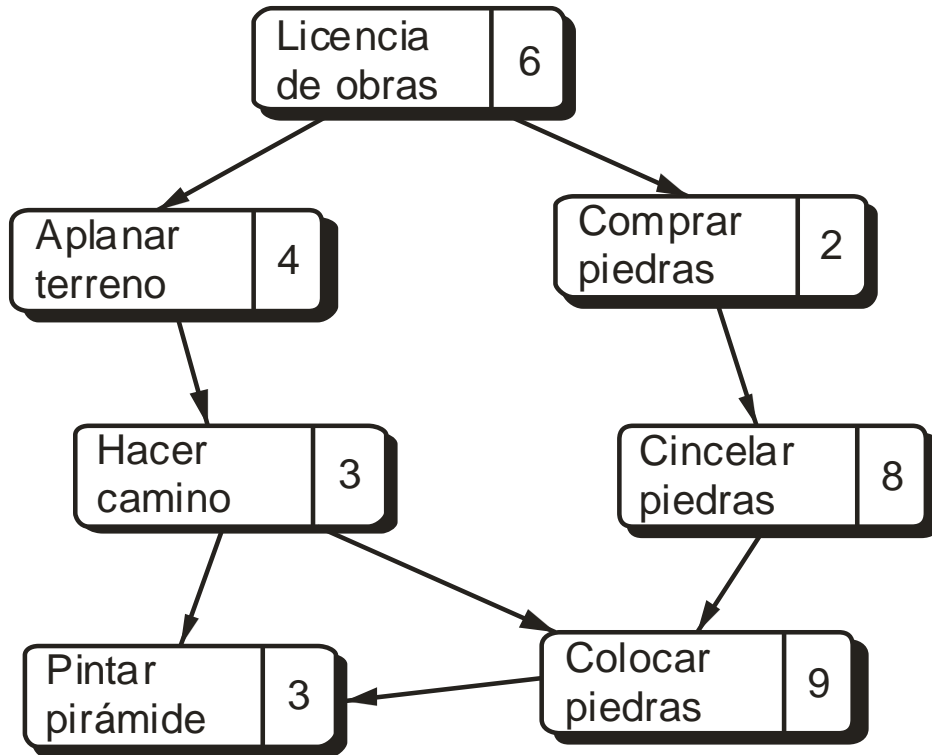 Licencia
de obras
6
Aplanar
terreno
4
Comprar
piedras
2
Hacer
camino
3
Cincelar
piedras
8
Pintar
pirámide
3
Colocar
piedras
9